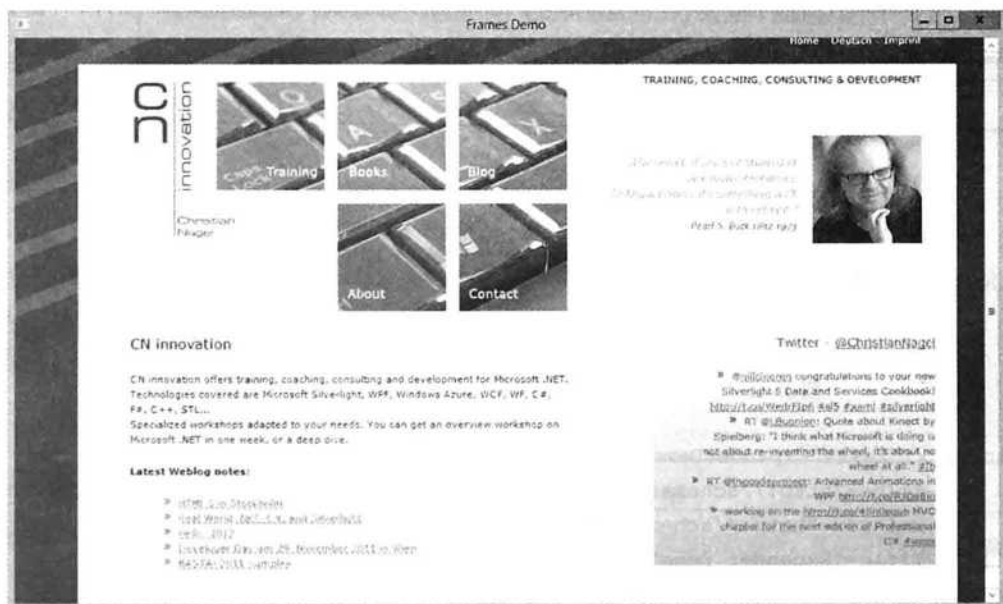 Frames Demo
Home Deutsch Imprint
TRAINING, COACHING, CONSULTING & DEVELOPMENT
cn
innovation
Christian
Nagel
Training
Books
Blog
About
Contact
Pearl S. Buck 1892-1973
CN innovation
CN innovation offers training, coaching, consulting and development for Microsoft .NET.
Technologies covered are Microsoft Silverlight, WPF, Windows Azure, WCF, WF, C#,
F#, C++, STL...
Specialized workshops adapted to your needs. You can get an overview workshop on
Microsoft .NET in one week, or a deep dive.
Latest Weblog notes:
Twitter - @ChristianNagel
congratulations to your new
Silverlight 5 Data and Services Cookbook!
#sl5 #xaml #silverlight
RT Quote about Kinect by
Spielberg: "I think what Microsoft is doing is
not about re-inventing the wheel, it's about no
wheel at all."
RT Advanced Animations in
WPF
working on the MVC
chapter for the next edition of Professional
C#